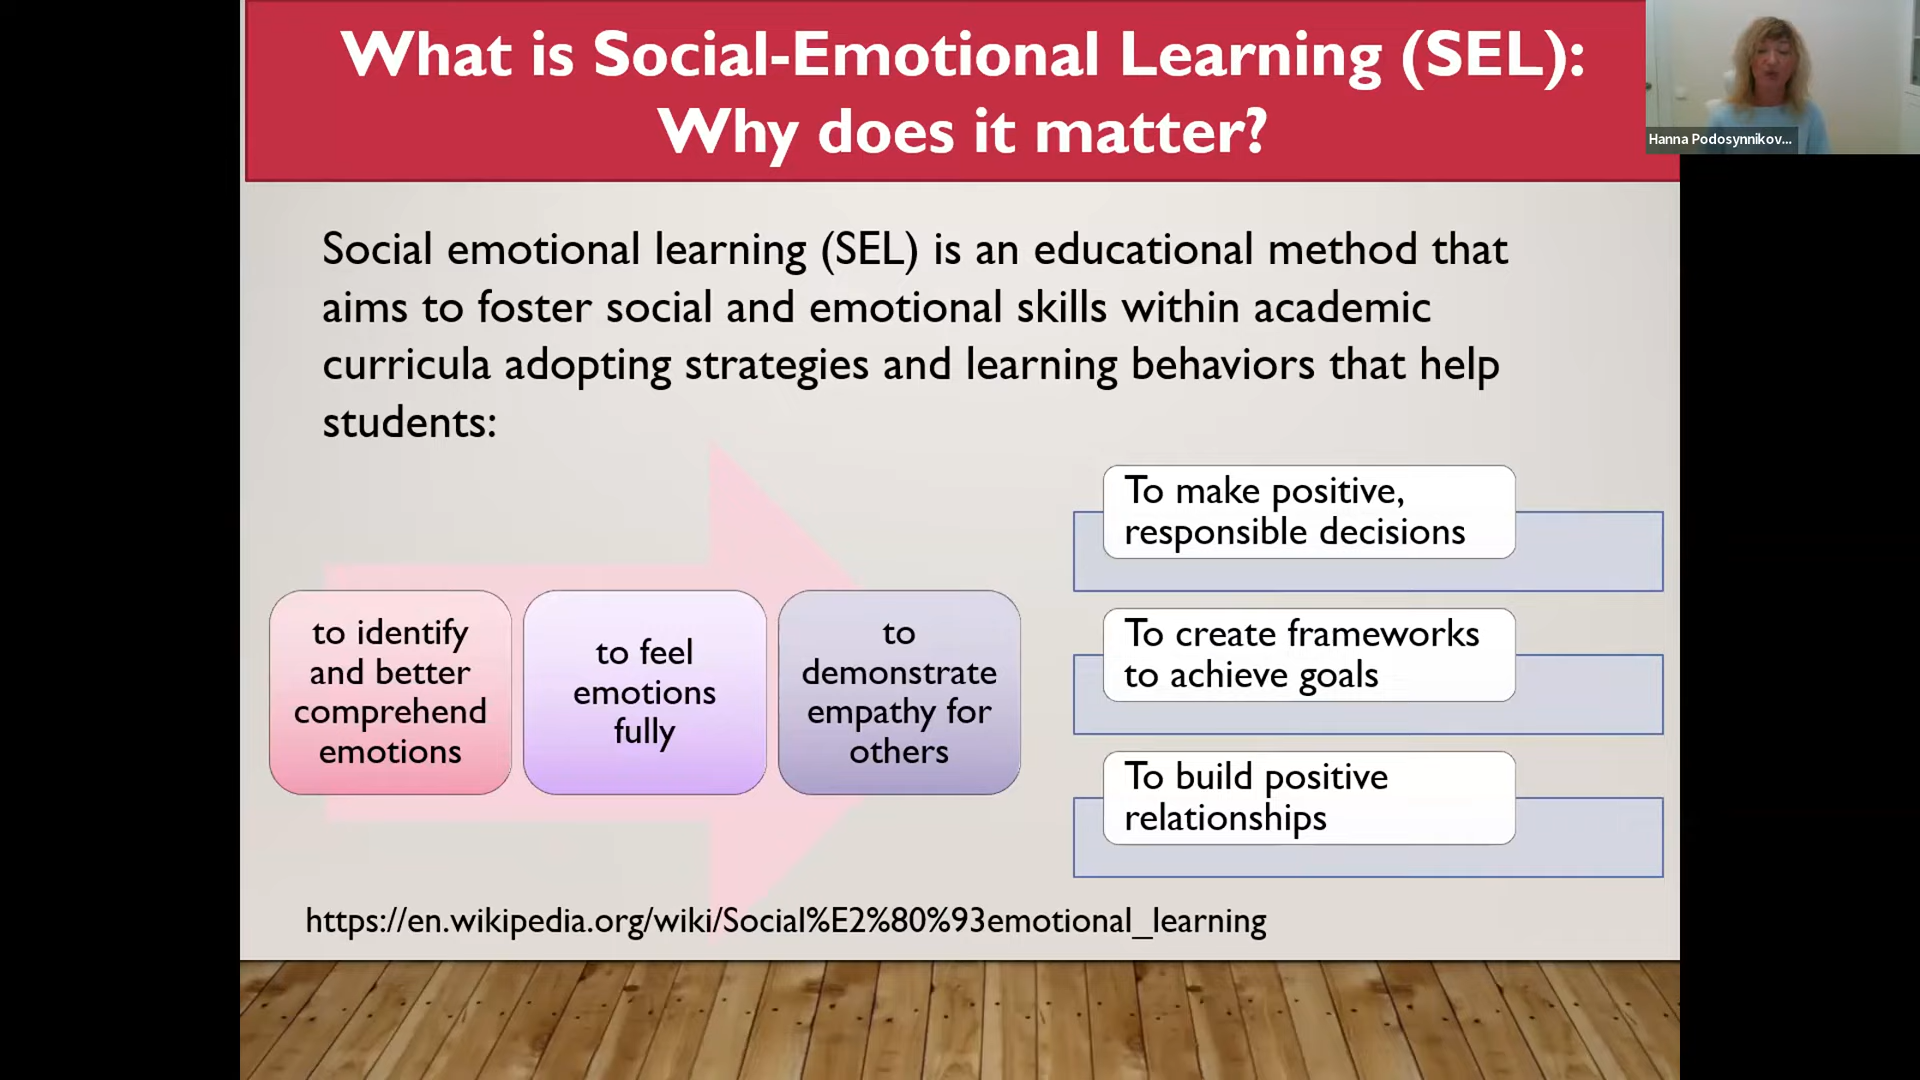 What is Social-Emotional Learning (SEL):
Why does it matter?
Hanna Podosynnikov...
Social emotional learning (SEL) is an educational method that
aims to foster social and emotional skills within academic
curricula adopting strategies and learning behaviors that help
students:
to identify
and better
comprehend
emotions
to feel
emotions
fully
to
demonstrate
empathy for
others
To make positive,
responsible decisions
To create frameworks
to achieve goals
To build positive
relationships
https://en.wikipedia.org/wiki/Social%E2%80%93emotional_learning